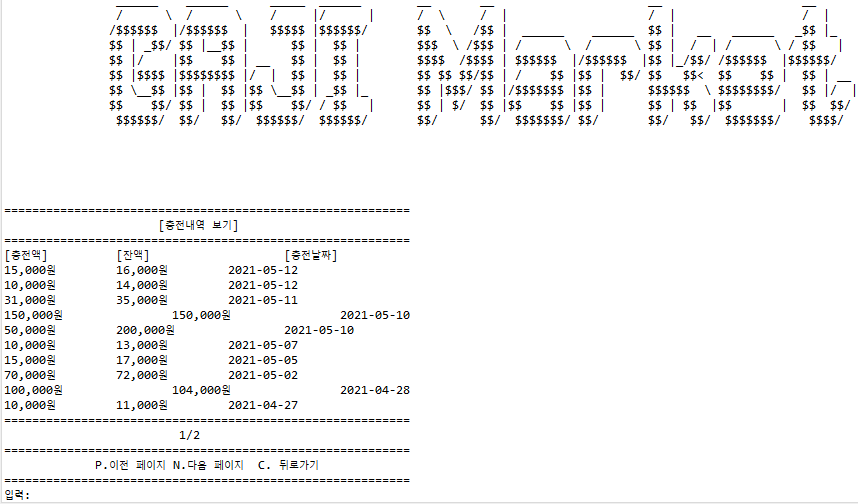 GAJI Market
[충전내역 보기]
[충전액] [잔액] [충전날짜]
15,000원 16,000원 2021-05-12
10,000원 14,000원 2021-05-12
31,000원 35,000원 2021-05-11
150,000원 150,000원 2021-05-10
50,000원 200,000원 2021-05-10
10,000원 13,000원 2021-05-07
15,000원 17,000원 2021-05-05
70,000원 72,000원 2021-05-02
100,000원 104,000원 2021-04-28
10,000원 11,000원 2021-04-27
1/2
P.이전 페이지 N.다음 페이지 C. 뒤로가기
입력: